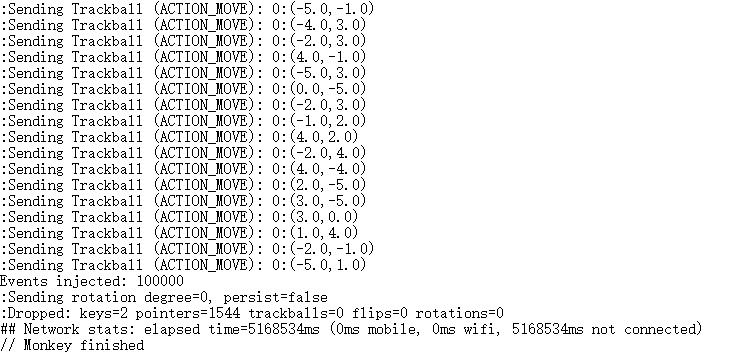 :Sending Trackball (ACTION_MOVE): 0:(-5.0,-1.0)
:Sending Trackball (ACTION_MOVE): 0:(-4.0,3.0)
:Sending Trackball (ACTION_MOVE): 0:(-2.0,3.0)
:Sending Trackball (ACTION_MOVE): 0:(4.0,-1.0)
:Sending Trackball (ACTION_MOVE): 0:(-5.0,3.0)
:Sending Trackball (ACTION_MOVE): 0:(0.0,-5.0)
:Sending Trackball (ACTION_MOVE): 0:(-2.0,3.0)
:Sending Trackball (ACTION_MOVE): 0:(-1.0,2.0)
:Sending Trackball (ACTION_MOVE): 0:(4.0,2.0)
:Sending Trackball (ACTION_MOVE): 0:(-2.0,4.0)
:Sending Trackball (ACTION_MOVE): 0:(4.0,-4.0)
:Sending Trackball (ACTION_MOVE): 0:(2.0,-5.0)
:Sending Trackball (ACTION_MOVE): 0:(3.0,-5.0)
:Sending Trackball (ACTION_MOVE): 0:(3.0,0.0)
:Sending Trackball (ACTION_MOVE): 0:(1.0,4.0)
:Sending Trackball (ACTION_MOVE): 0:(-2.0,-1.0)
:Sending Trackball (ACTION_MOVE): 0:(-5.0,1.0)
Events injected: 100000
:Sending rotation degree=0, persist=false
:Dropped: keys=2 pointers=1544 trackballs=0 flips=0 rotations=0
## Network stats: elapsed time=5168534ms (0ms mobile, 0ms wifi, 5168534ms not connected)
// Monkey finished